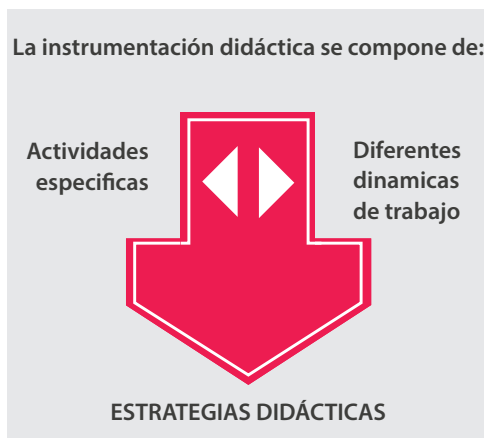 La instrumentación didáctica se compone de:
Actividades
especificas
Diferentes
dinamicas
de trabajo
ESTRATEGIAS DIDÁCTICAS